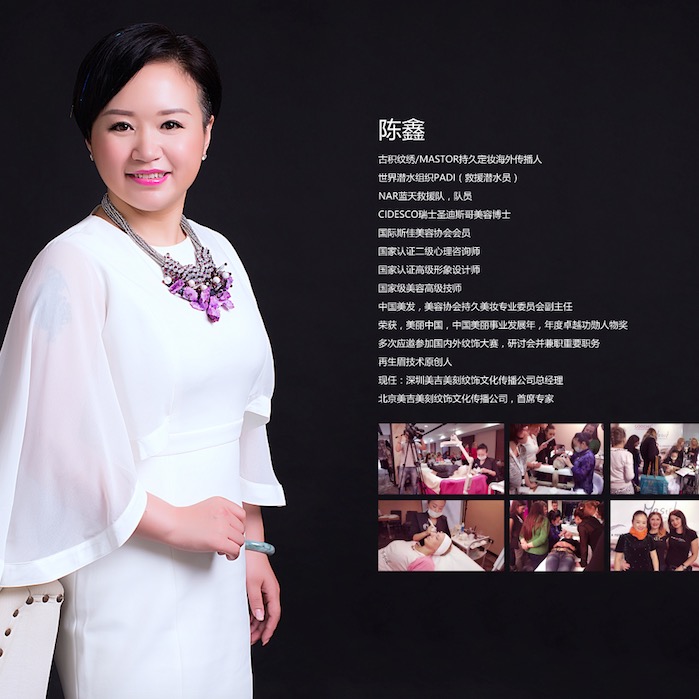 陈鑫
古积纹绣/MASTOR持久定妆海外传播人
世界潜水组织PADI（救援潜水员）
NAR蓝天救援队，队员
CIDESCO瑞士圣迪斯哥美容博士
国际斯佳美容协会会员
国家认证二级心理咨询师
国家认证高级形象设计师
国家级美容高级技师
中国美发，美容协会持久美妆专业委员会副主任
荣获，美丽中国，中国美丽事业发展年，年度卓越功勋人物奖
多次应邀参加国内外纹饰大赛，研讨会并兼职重要职务
再生眉技术原创人
现任：深圳美吉美刻纹饰文化传播公司总经理
北京美吉美刻纹饰文化传播公司，首席专家